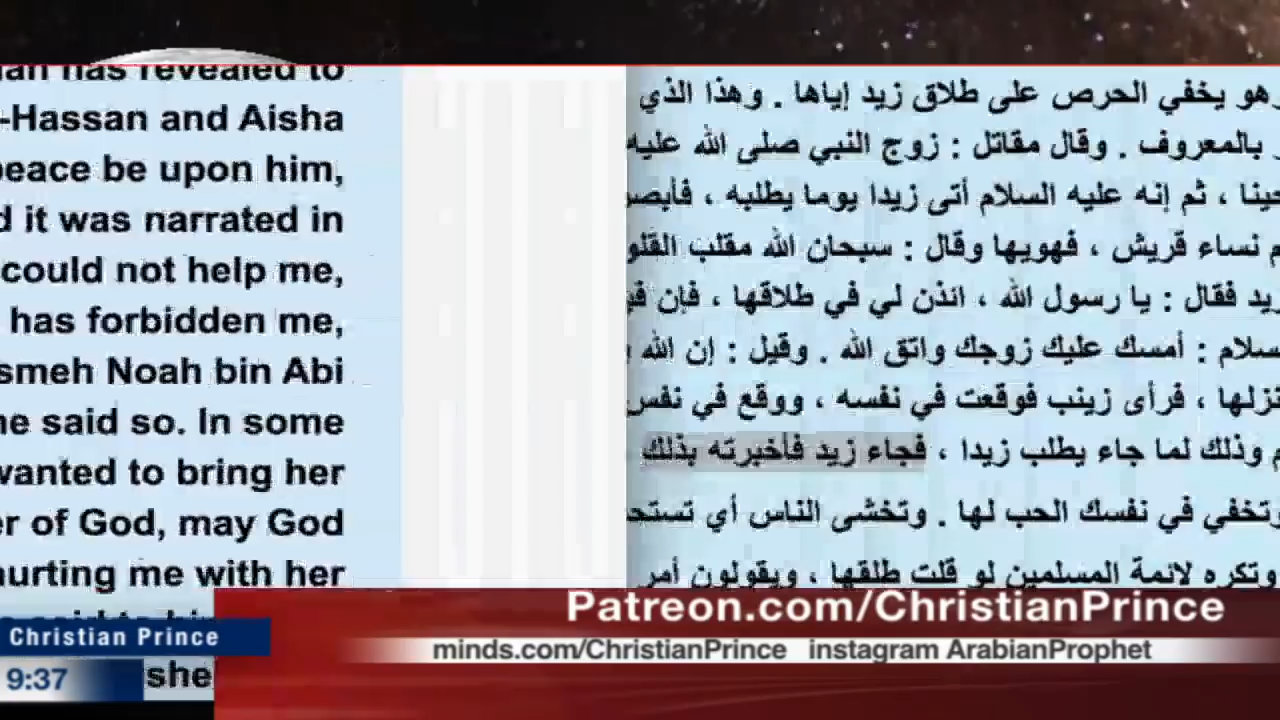 nan has revealed to
-Hassan and Aisha
peace be upon him,
d it was narrated in
could not help me,
has forbidden me,
smeh Noah bin Abi
he said so. In some
wanted to bring her
er of God, may God
hurting me with her
she
وهو يخفي الحرص على طلاق زيد إياها . وهذا الذي
بالمعروف . وقال مقاتل : زوج النبي صلى الله عليه
حينا ، ثم إنه عليه السلام أتى زيدا يوما يطلبه ، فأبصر
م نساء قريش ، فهويها وقال : سبحان الله مقلب القلو
زيد فقال : يا رسول الله ، ائذن لي في طلاقها ، فإن في
سلام : أمسك عليك زوجك واتق الله . وقيل : إن الله
نزلها ، فرأى زينب فوقعت في نفسه ، ووقع في نفس
م وذلك لما جاء يطلب زيدا ، فجاء زيد فأخبرته بذلك
وتخفي في نفسك الحب لها . وتخشى الناس أي تستح
وتكره لائمة المسلمين لو قلت طلقها ، ويقولون أمر
Patreon.com/ChristianPrince
Christian Prince
minds.com/ChristianPrince instagram ArabianProphet
9:37